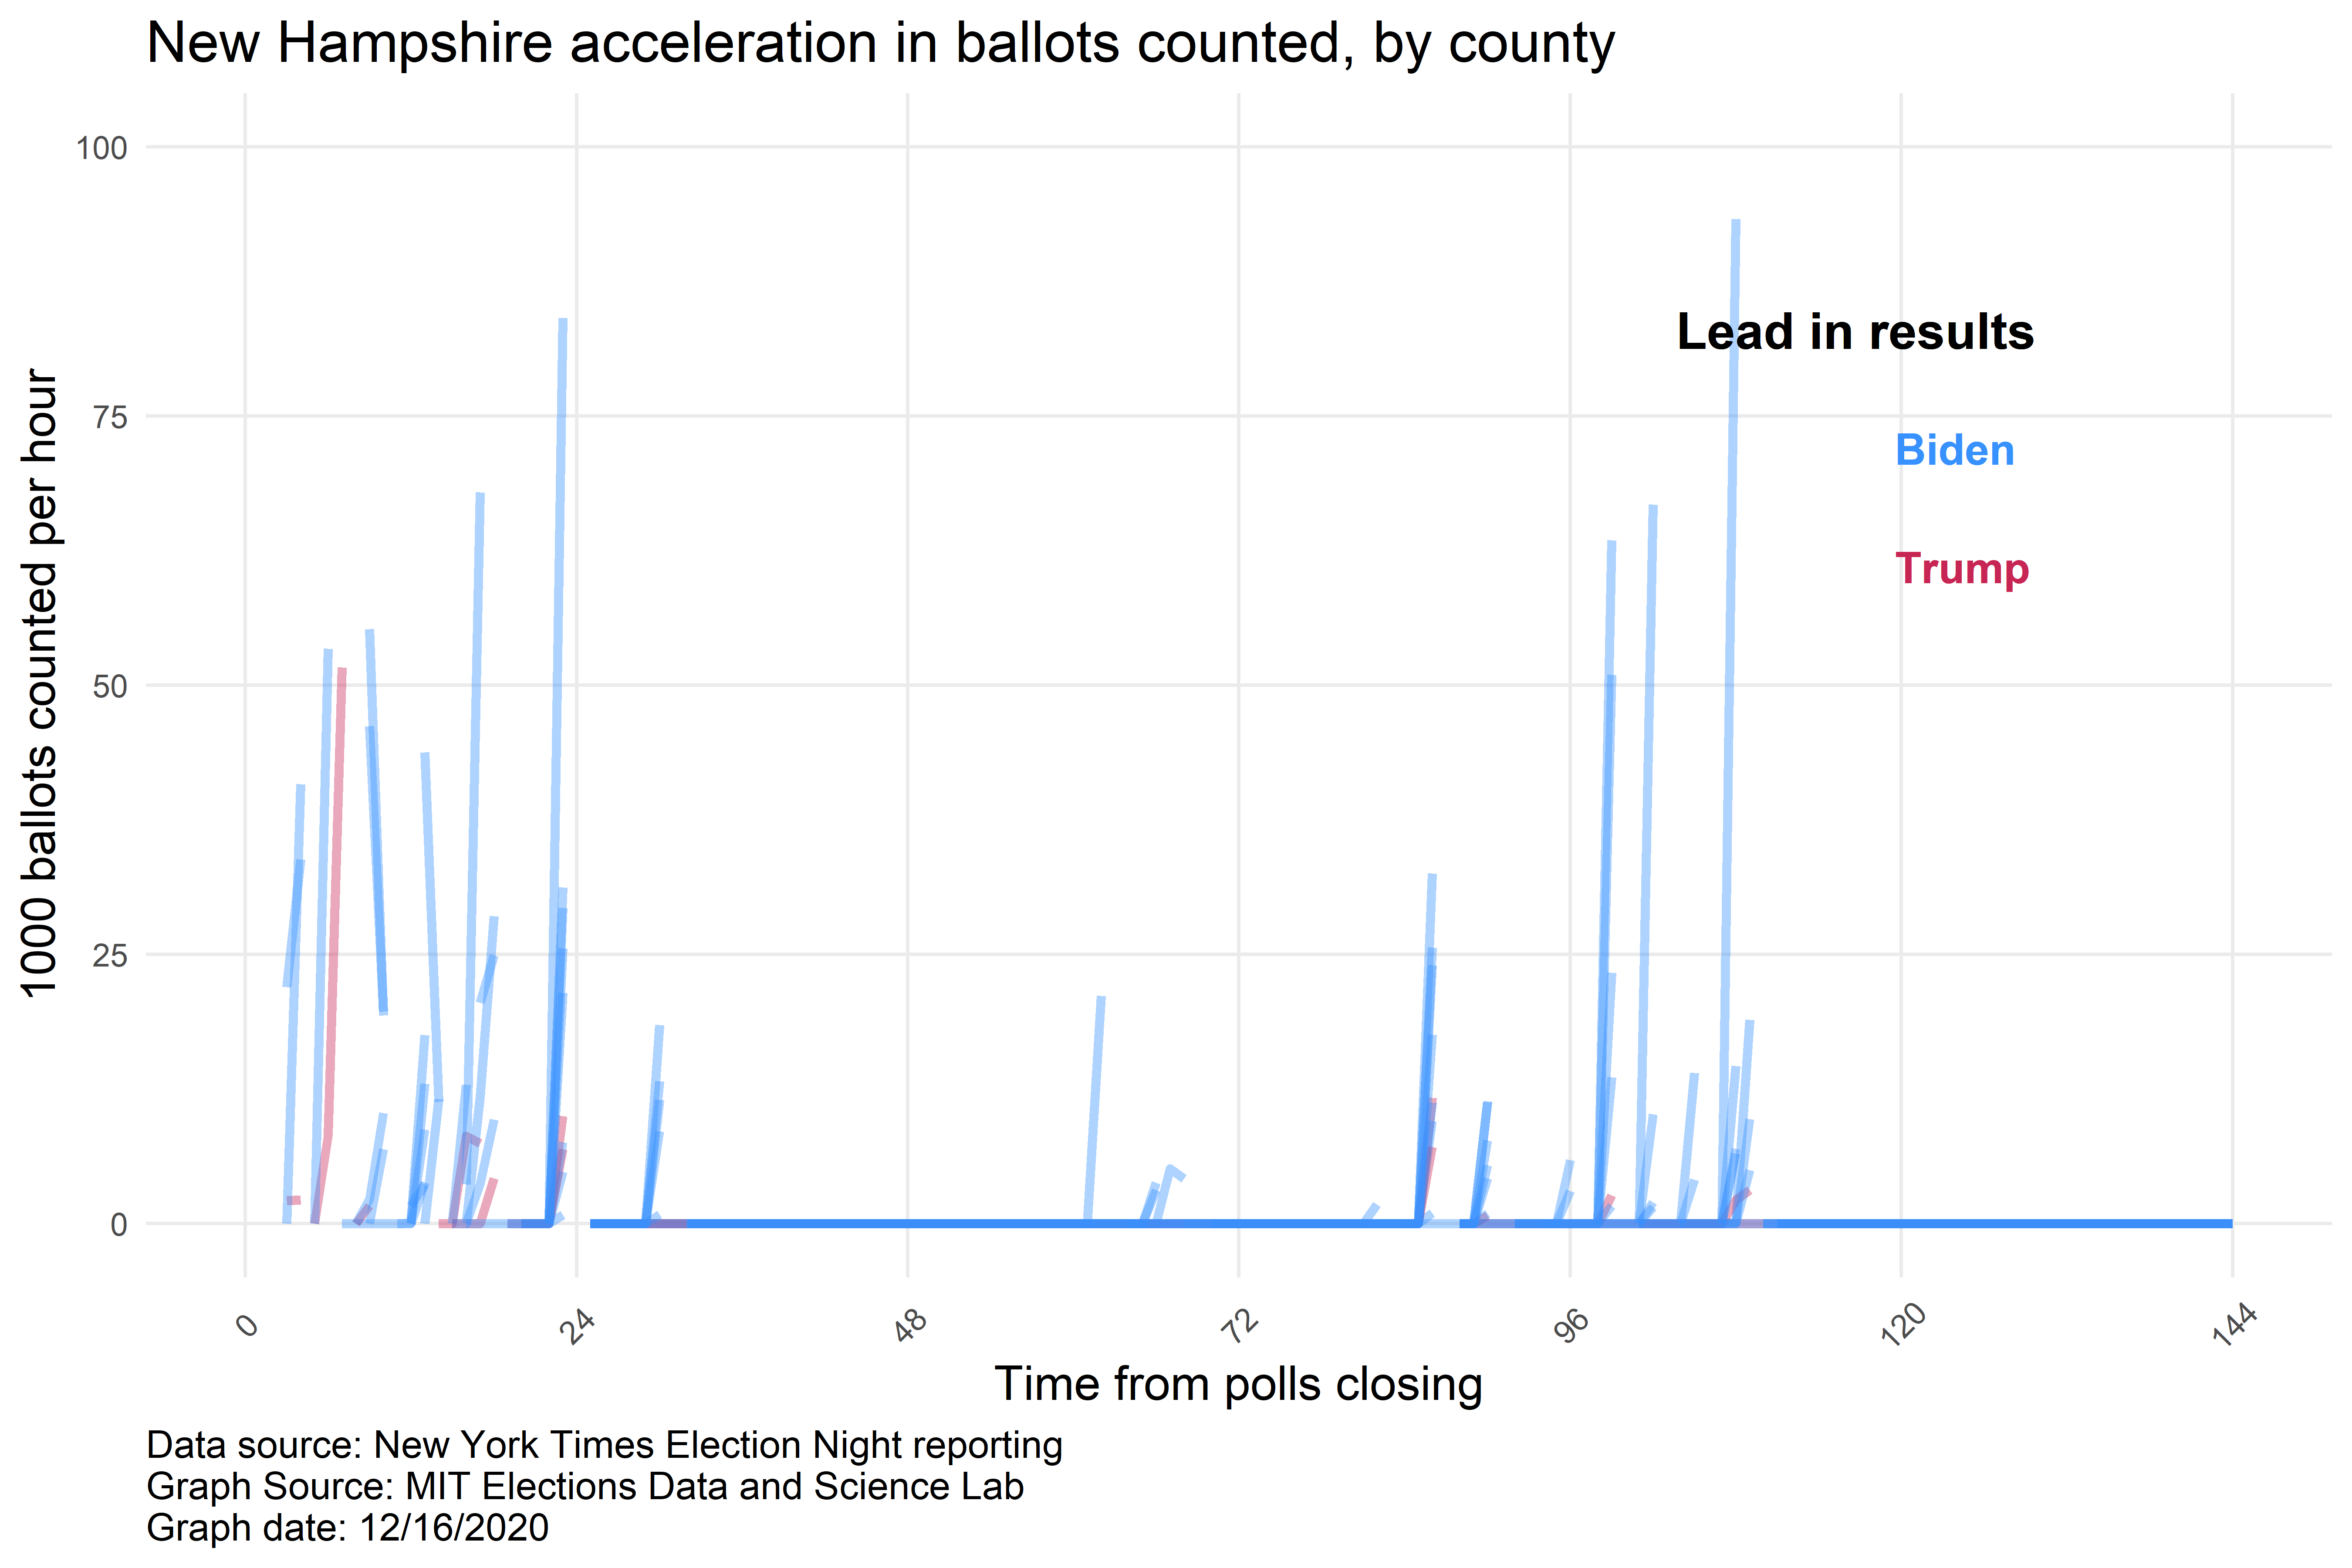 New Hampshire acceleration in ballots counted, by county
1000 ballots counted per hour
100
75
50
25
0
Lead in results
Biden
Trump
0
24
48
72
96
120
144
Time from polls closing
Data source: New York Times Election Night reporting
Graph Source: MIT Elections Data and Science Lab
Graph date: 12/16/2020